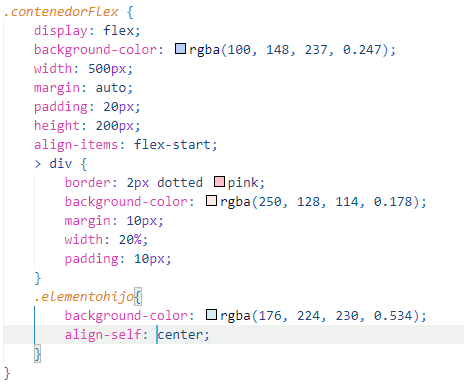 .contenedorFlex {
    display: flex;
    background-color: rgba(100, 148, 237, 0.247);
    width: 500px;
    margin: auto;
    padding: 20px;
    height: 200px;
    align-items: flex-start;
    > div {
        border: 2px dotted pink;
        background-color: rgba(250, 128, 114, 0.178);
        margin: 10px;
        width: 20%;
        padding: 10px;
    }
    .elementohijo{
        background-color: rgba(176, 224, 230, 0.534);
        align-self: center;
    }
}